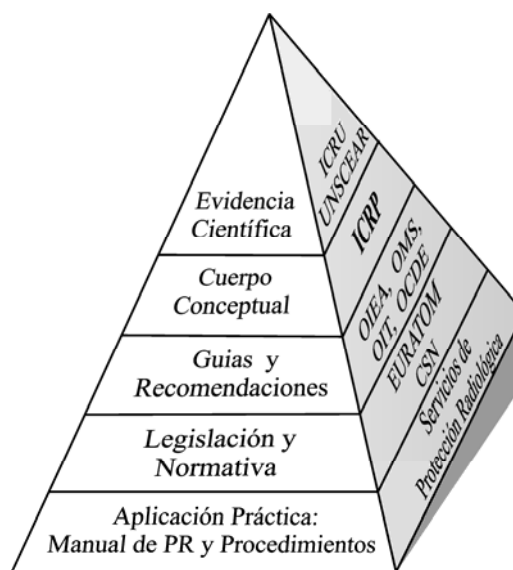 Evidencia
Científica
Cuerpo
Conceptual
Guias y
Recomendaciones
Legislación y
Normativa
Aplicación Práctica:
Manual de PR y Procedimientos
ICRU
UNSCEAR
ICRP
OIEA, OMS,
OIT, OCDE
EURATOM
CSN
Servicios de
Protección Radiológica